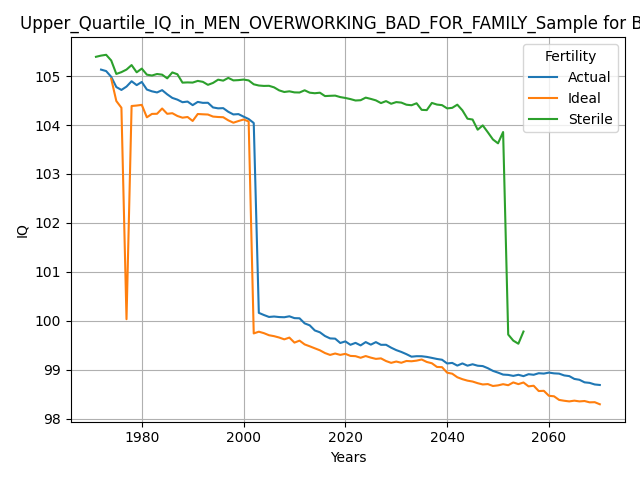 Upper_Quartile_IQ_in_MEN_OVERWORKING_BAD_FOR_FAMILY_Sample for B
Fertility
Actual
Ideal
Sterile
IQ
105
104
103
102
101
100
99
98
1980
2000
2020
2040
2060
Years